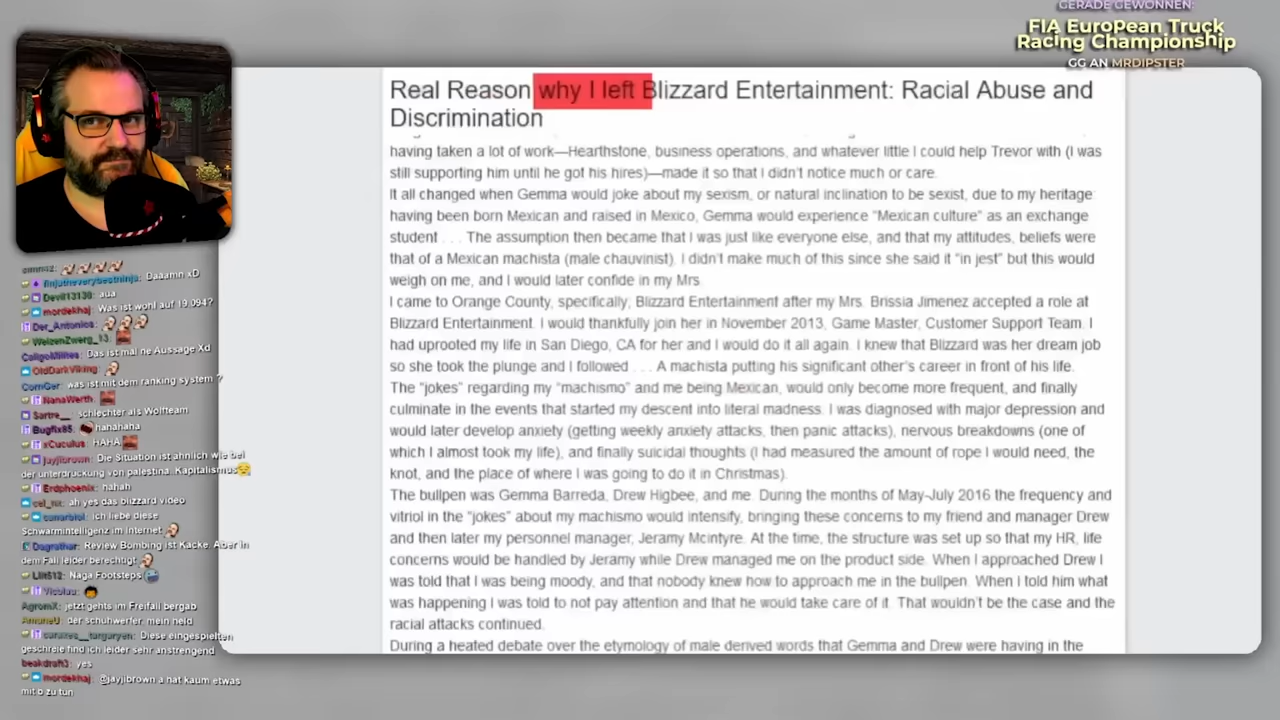 GERADE GEWONNEN:
FIA EuroPean Truck
Racing Championship
GG AN MRDIPSTER
Real Reason why I left Blizzard Entertainment: Racial Abuse and
Discrimination
having taken a lot of work—Hearthstone, business operations, and whatever little I could help Trevor with (I was
still supporting him until he got his hires)—made it so that I didn't notice much or care.
It all changed when Gemma would joke about my sexism, or natural inclination to be sexist, due to my heritage:
having been born Mexican and raised in Mexico, Gemma would experience "Mexican culture" as an exchange
student . . . The assumption then became that I was just like everyone else, and that my attitudes, beliefs were
that of a Mexican machista (male chauvinist). I didn't make much of this since she said it "in jest" but this would
weigh on me, and I would later confide in my Mrs.
I came to Orange County, specifically, Blizzard Entertainment after my Mrs. Brissia Jimenez accepted a role at
Blizzard Entertainment. I would thankfully join her in November 2013, Game Master, Customer Support Team. I
had uprooted my life in San Diego, CA for her and I would do it all again. I knew that Blizzard was her dream job
so she took the plunge and I followed . . . A machista putting his significant other's career in front of his life.
The "jokes" regarding my "machismo" and me being Mexican, would only become more frequent, and finally
culminate in the events that started my descent into literal madness. I was diagnosed with major depression and
would later develop anxiety (getting weekly anxiety attacks, then panic attacks), nervous breakdowns (one of
which I almost took my life), and finally suicidal thoughts (I had measured the amount of rope I would need, the
knot, and the place of where I was going to do it in Christmas).
The bullpen was Gemma Barreda, Drew Higbee, and me. During the months of May-July 2016 the frequency and
vitriol in the "jokes" about my machismo would intensify, bringing these concerns to my friend and manager Drew
and then later my personnel manager, Jeramy Mcintyre. At the time, the structure was set up so that my HR, life
concerns would be handled by Jeramy while Drew managed me on the product side. When I approached Drew I
was told that I was being moody, and that nobody knew how to approach me in the bullpen. When I told him what
was happening I was told to not pay attention and that he would take care of it. That wouldn't be the case and the
racial attacks continued.
During a heated debate over the etymology of male derived words that Gemma and Drew were having in the
finjatheverybestninja: Daaamn xD
Devil13138: aua
mordekhaj: Was ist wohl auf 19.094?
Der_Antonios:
WeizenZwerg_13:
CaligoMilites: Das ist mal ne Aussage Xd
OldDarkViking:
CornGer: was ist mit dem ranking system ?
NanaWerth:
Sartre__: schlechter als Wolfteam
Bugfix85: hahahaha
xCuculus: HAHA
jayjibrown: Die Situation ist ähnlich wie bei
der unterdruckung von palestina. Kapitalismus
Erdphoenix: hahah
cel_nx: ah yes das blizzard video
ich liebe diese
Schwarmintelligenz im Internet
Dagrathar: Review Bombing ist Kacke. Aber in
dem Fall leider berechtigt
Lilli512: Naga Footsteps
Vicblau:
AgromX: jetzt gehts im Freifall bergab
AmuneU: der schuhwerfer, mein held
caraxes__targaryen: Diese eingespielten
geschreie find ich leider sehr anstrengend
beakdraft3: yes
mordekhaj: @jayjibrown a hat kaum etwas
mit o zu tun